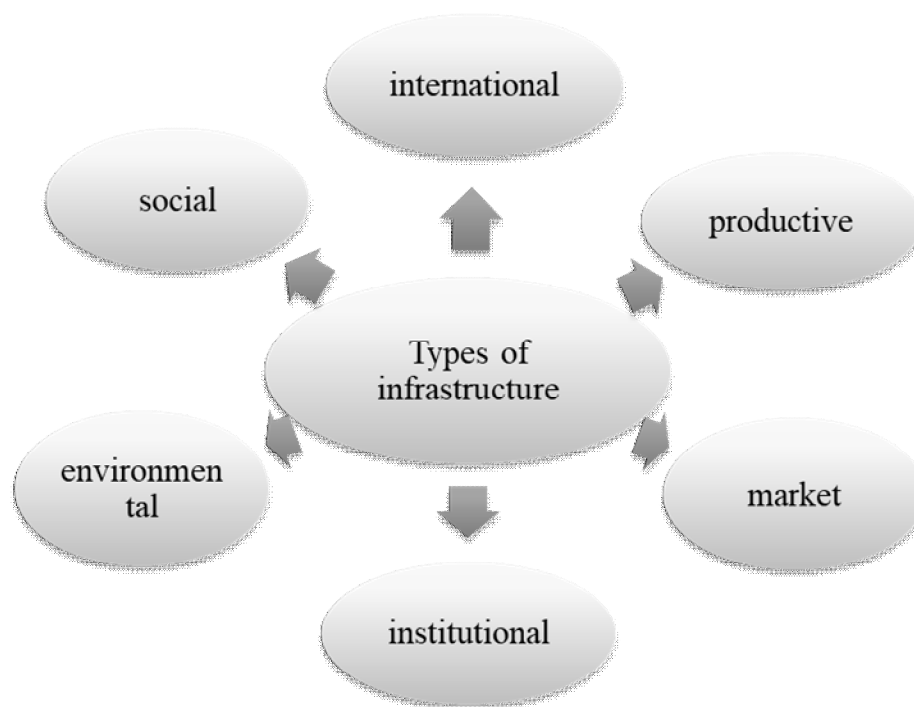 international
social
productive
Types of
infrastructure
environmen
tal
market
institutional